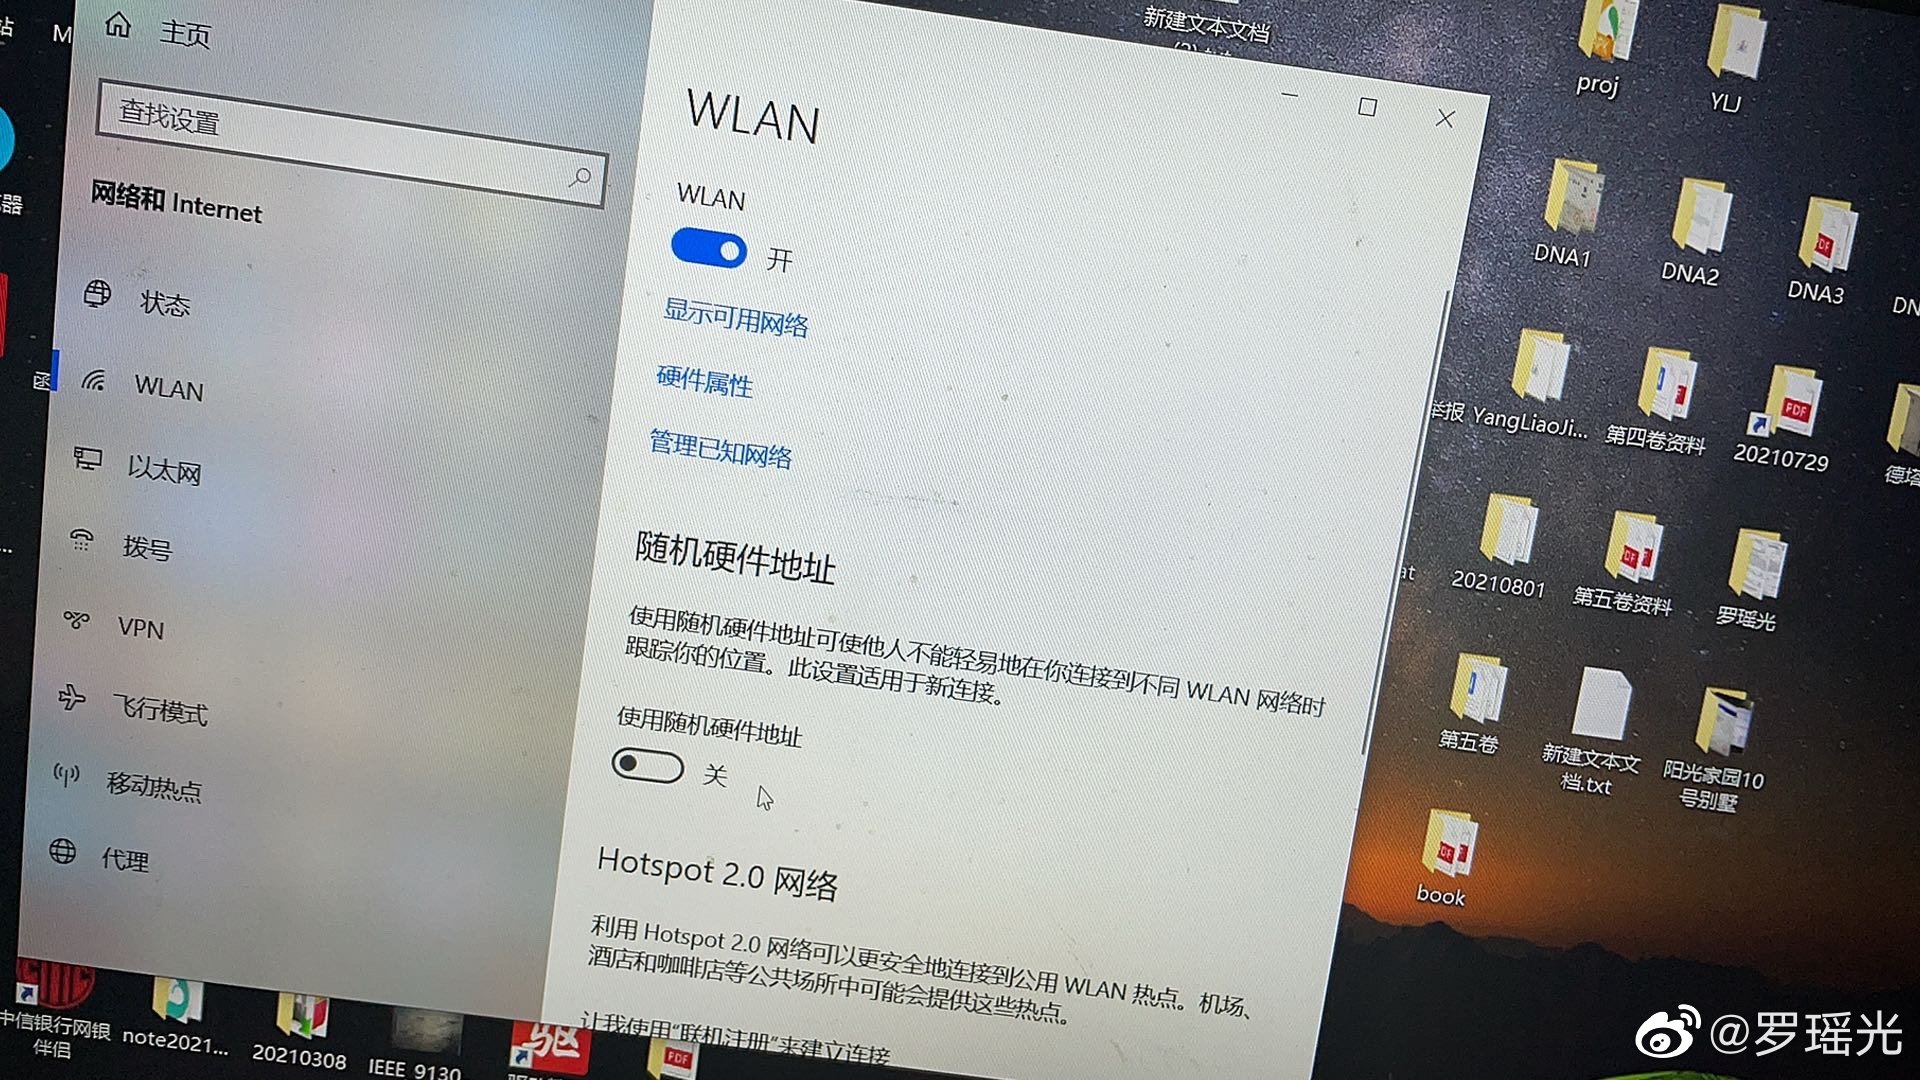 站
M
主页
查找设置
网络和 Internet
状态
WLAN
以太网
拨号
VPN
飞行模式
移动热点
代理
WLAN
WLAN
开
显示可用网络
硬件属性
管理已知网络
随机硬件地址
使用随机硬件地址可使他人不能轻易地在你连接到不同 WLAN 网络时
跟踪你的位置。此设置适用于新连接。
使用随机硬件地址
关
Hotspot 2.0 网络
利用 Hotspot 2.0 网络可以更安全地连接到公用 WLAN 热点。机场、
酒店和咖啡店等公共场所中可能会提供这些热点。
让我使用"联机注册"来建立连接
新建文本文档
proj
YLJ
DNA1
DNA2
DNA3
DN
举报
YangLiaoJi...
第四卷资料
20210729
20210801
第五卷资料
罗瑶光
第五卷
新建文本文
档.txt
阳光家园10
号别墅
book
器
函
中信银行网银
伴侣
note2021...
20210308
IEEE_9130
驱
PDF
@罗瑶光